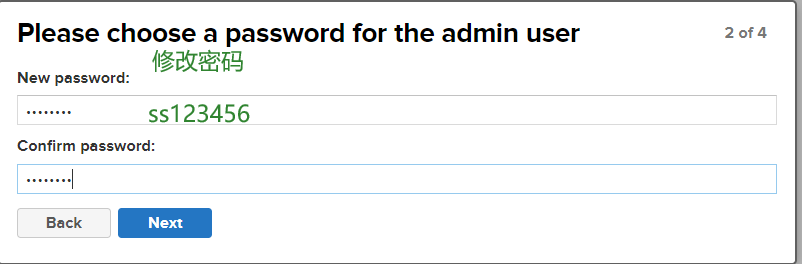 Please choose a password for the admin user
2 of 4
修改密码
New password:
••••••••
ss123456
Confirm password:
••••••••
Back
Next